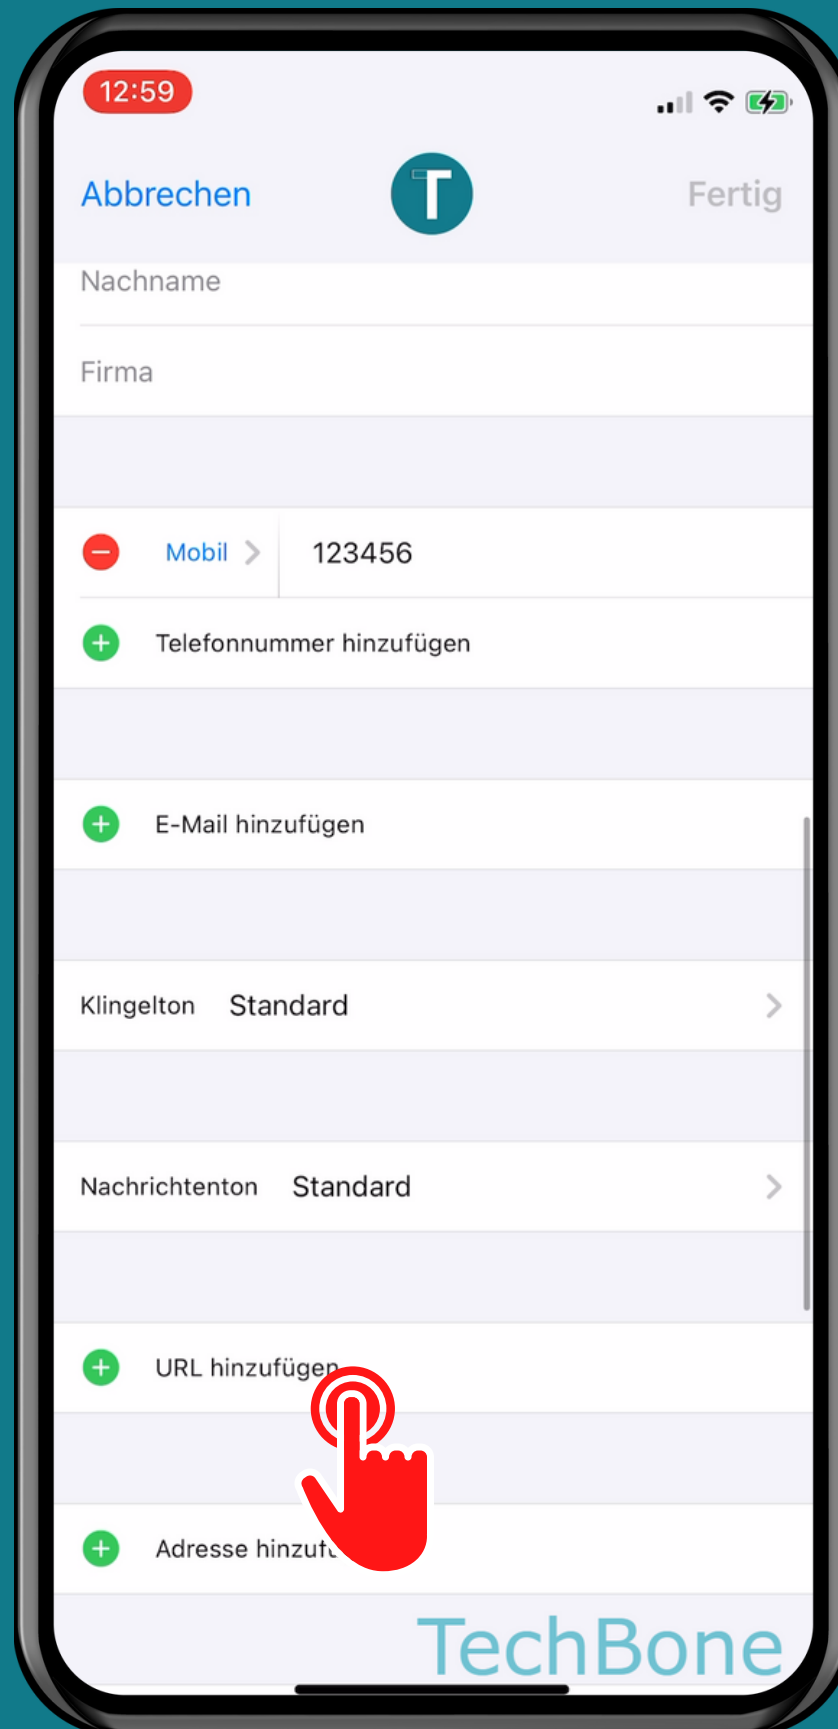 12:59
Abbrechen
T
Fertig
Nachname
Firma
Mobil
123456
Telefonnummer hinzufügen
E-Mail hinzufügen
Klingelton Standard
Nachrichtenton Standard
URL hinzufügen
Adresse
TechBone